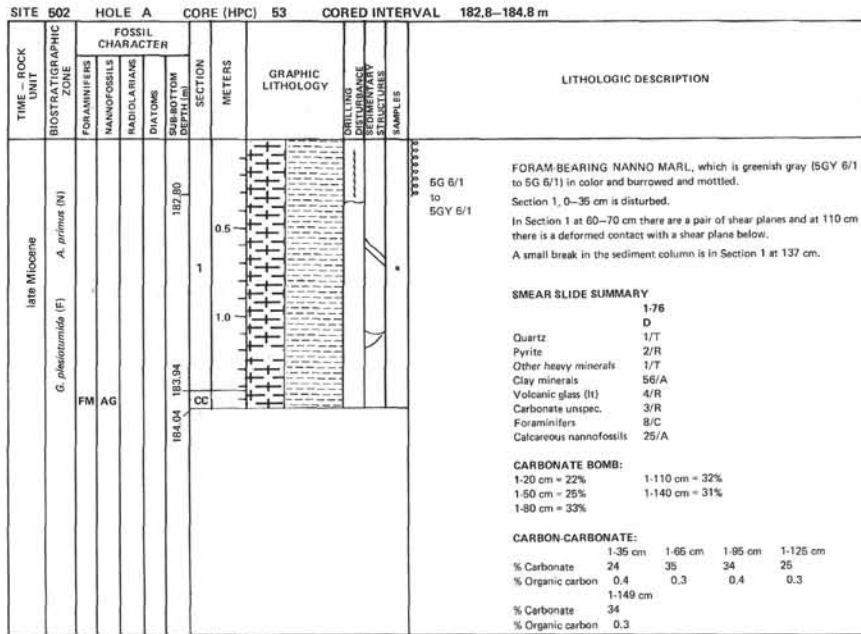 SITE 502 HOLE A CORE (HPC) 53 CORED INTERVAL 182.8–184.8 m
TIME – ROCK UNIT
BIOSTRATIGRAPHIC ZONE
FOSSIL CHARACTER
FORAMINIFERS
NANNOFOSSILS
RADIOLARIANS
DIATOMS
SUB-BOTTOM DEPTH (m)
SECTION
METERS
GRAPHIC LITHOLOGY
DRILLING DISTURBANCE
SEDIMENTARY STRUCTURES
SAMPLES
LITHOLOGIC DESCRIPTION
late Miocene
G. plesiotumida (F)
A. primus (N)
FM
AG
182.80
183.94
184.04
1
CC
0.5
1.0
5G 6/1
to
5GY 6/1
FORAM-BEARING NANNO MARL, which is greenish gray (5GY 6/1
to 5G 6/1) in color and burrowed and mottled.
Section 1, 0–35 cm is disturbed.
In Section 1 at 60–70 cm there are a pair of shear planes and at 110 cm
there is a deformed contact with a shear plane below.
A small break in the sediment column is in Section 1 at 137 cm.
SMEAR SLIDE SUMMARY
1-76
D
Quartz 1/T
Pyrite 2/R
Other heavy minerals 1/T
Clay minerals 56/A
Volcanic glass (lt) 4/R
Carbonate unspec. 3/R
Foraminifers 8/C
Calcareous nannofossils 25/A
CARBONATE BOMB:
1-20 cm = 22% 1-110 cm = 32%
1-50 cm = 25% 1-140 cm = 31%
1-80 cm = 33%
CARBON-CARBONATE:
1-35 cm 1-65 cm 1-95 cm 1-125 cm
% Carbonate 24 35 34 25
% Organic carbon 0.4 0.3 0.4 0.3
1-149 cm
% Carbonate 34
% Organic carbon 0.3